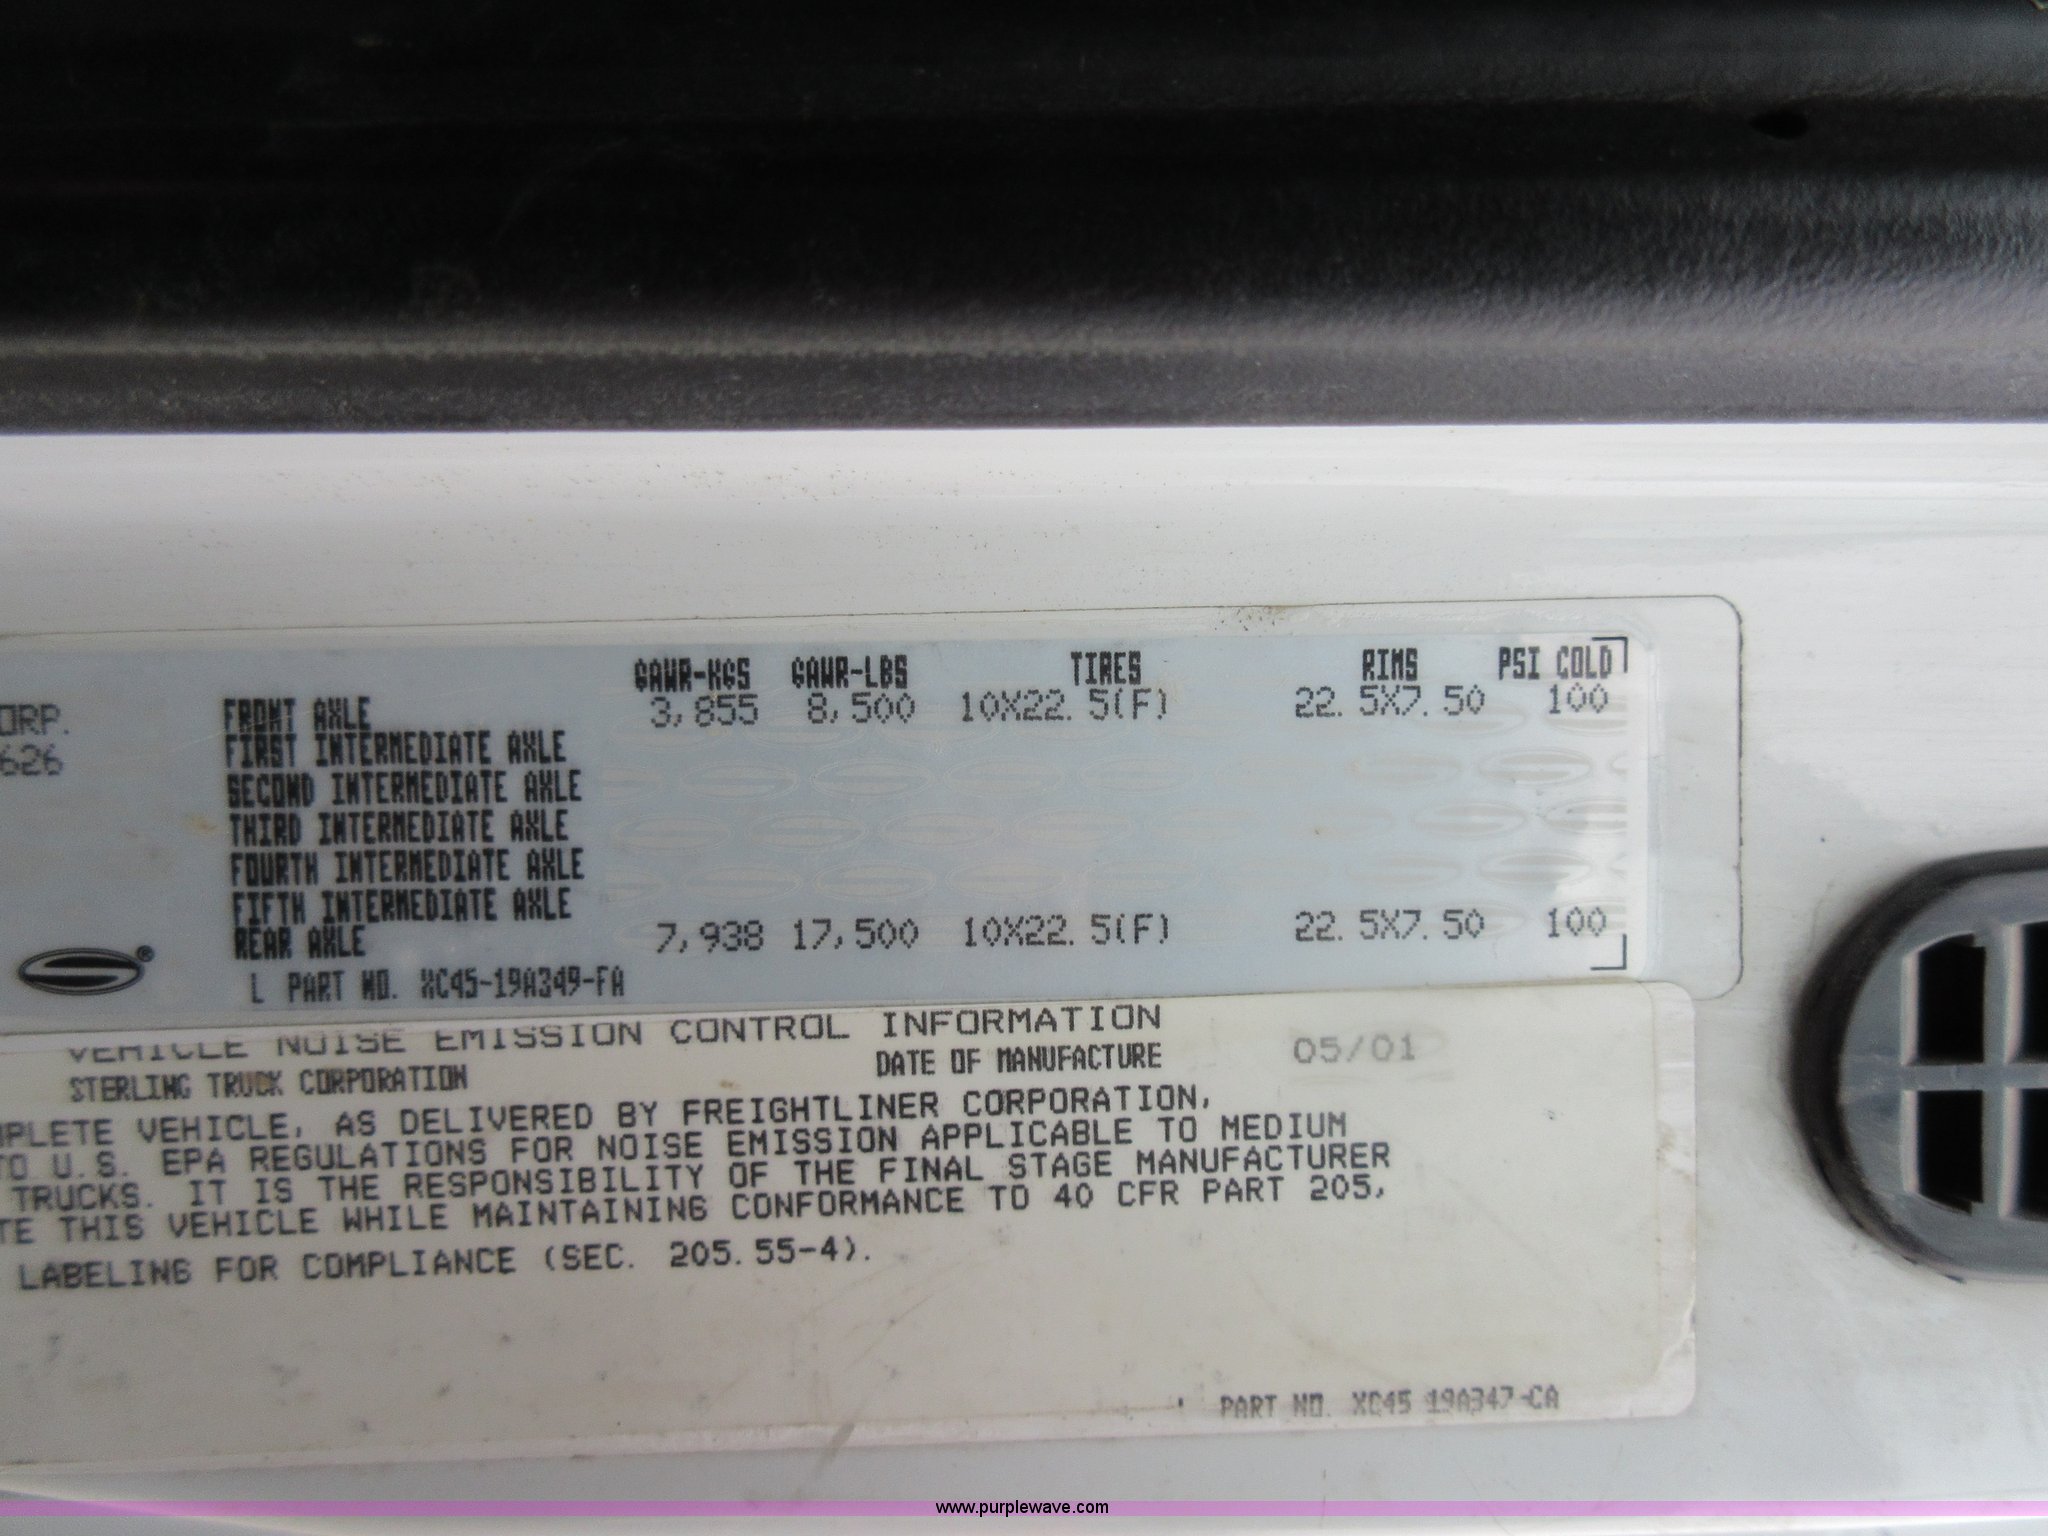 GAWR-KGS GAWR-LBS TIRES RIMS PSI COLD
ORP. FRONT AXLE 3,855 8,500 10X22.5(F) 22.5X7.50 100
626 FIRST INTERMEDIATE AXLE
SECOND INTERMEDIATE AXLE
THIRD INTERMEDIATE AXLE
FOURTH INTERMEDIATE AXLE
FIFTH INTERMEDIATE AXLE
REAR AXLE 7,938 17,500 10X22.5(F) 22.5X7.50 100
® L PART NO. XC45-19A349-FA
VEHICLE NOISE EMISSION CONTROL INFORMATION
STERLING TRUCK CORPORATION DATE OF MANUFACTURE 05/01
MPLETE VEHICLE, AS DELIVERED BY FREIGHTLINER CORPORATION,
TO U.S. EPA REGULATIONS FOR NOISE EMISSION APPLICABLE TO MEDIUM
TRUCKS. IT IS THE RESPONSIBILITY OF THE FINAL STAGE MANUFACTURER
TE THIS VEHICLE WHILE MAINTAINING CONFORMANCE TO 40 CFR PART 205,
LABELING FOR COMPLIANCE (SEC. 205.55-4).
PART NO. XC45 19A347-CA
www.purplewave.com